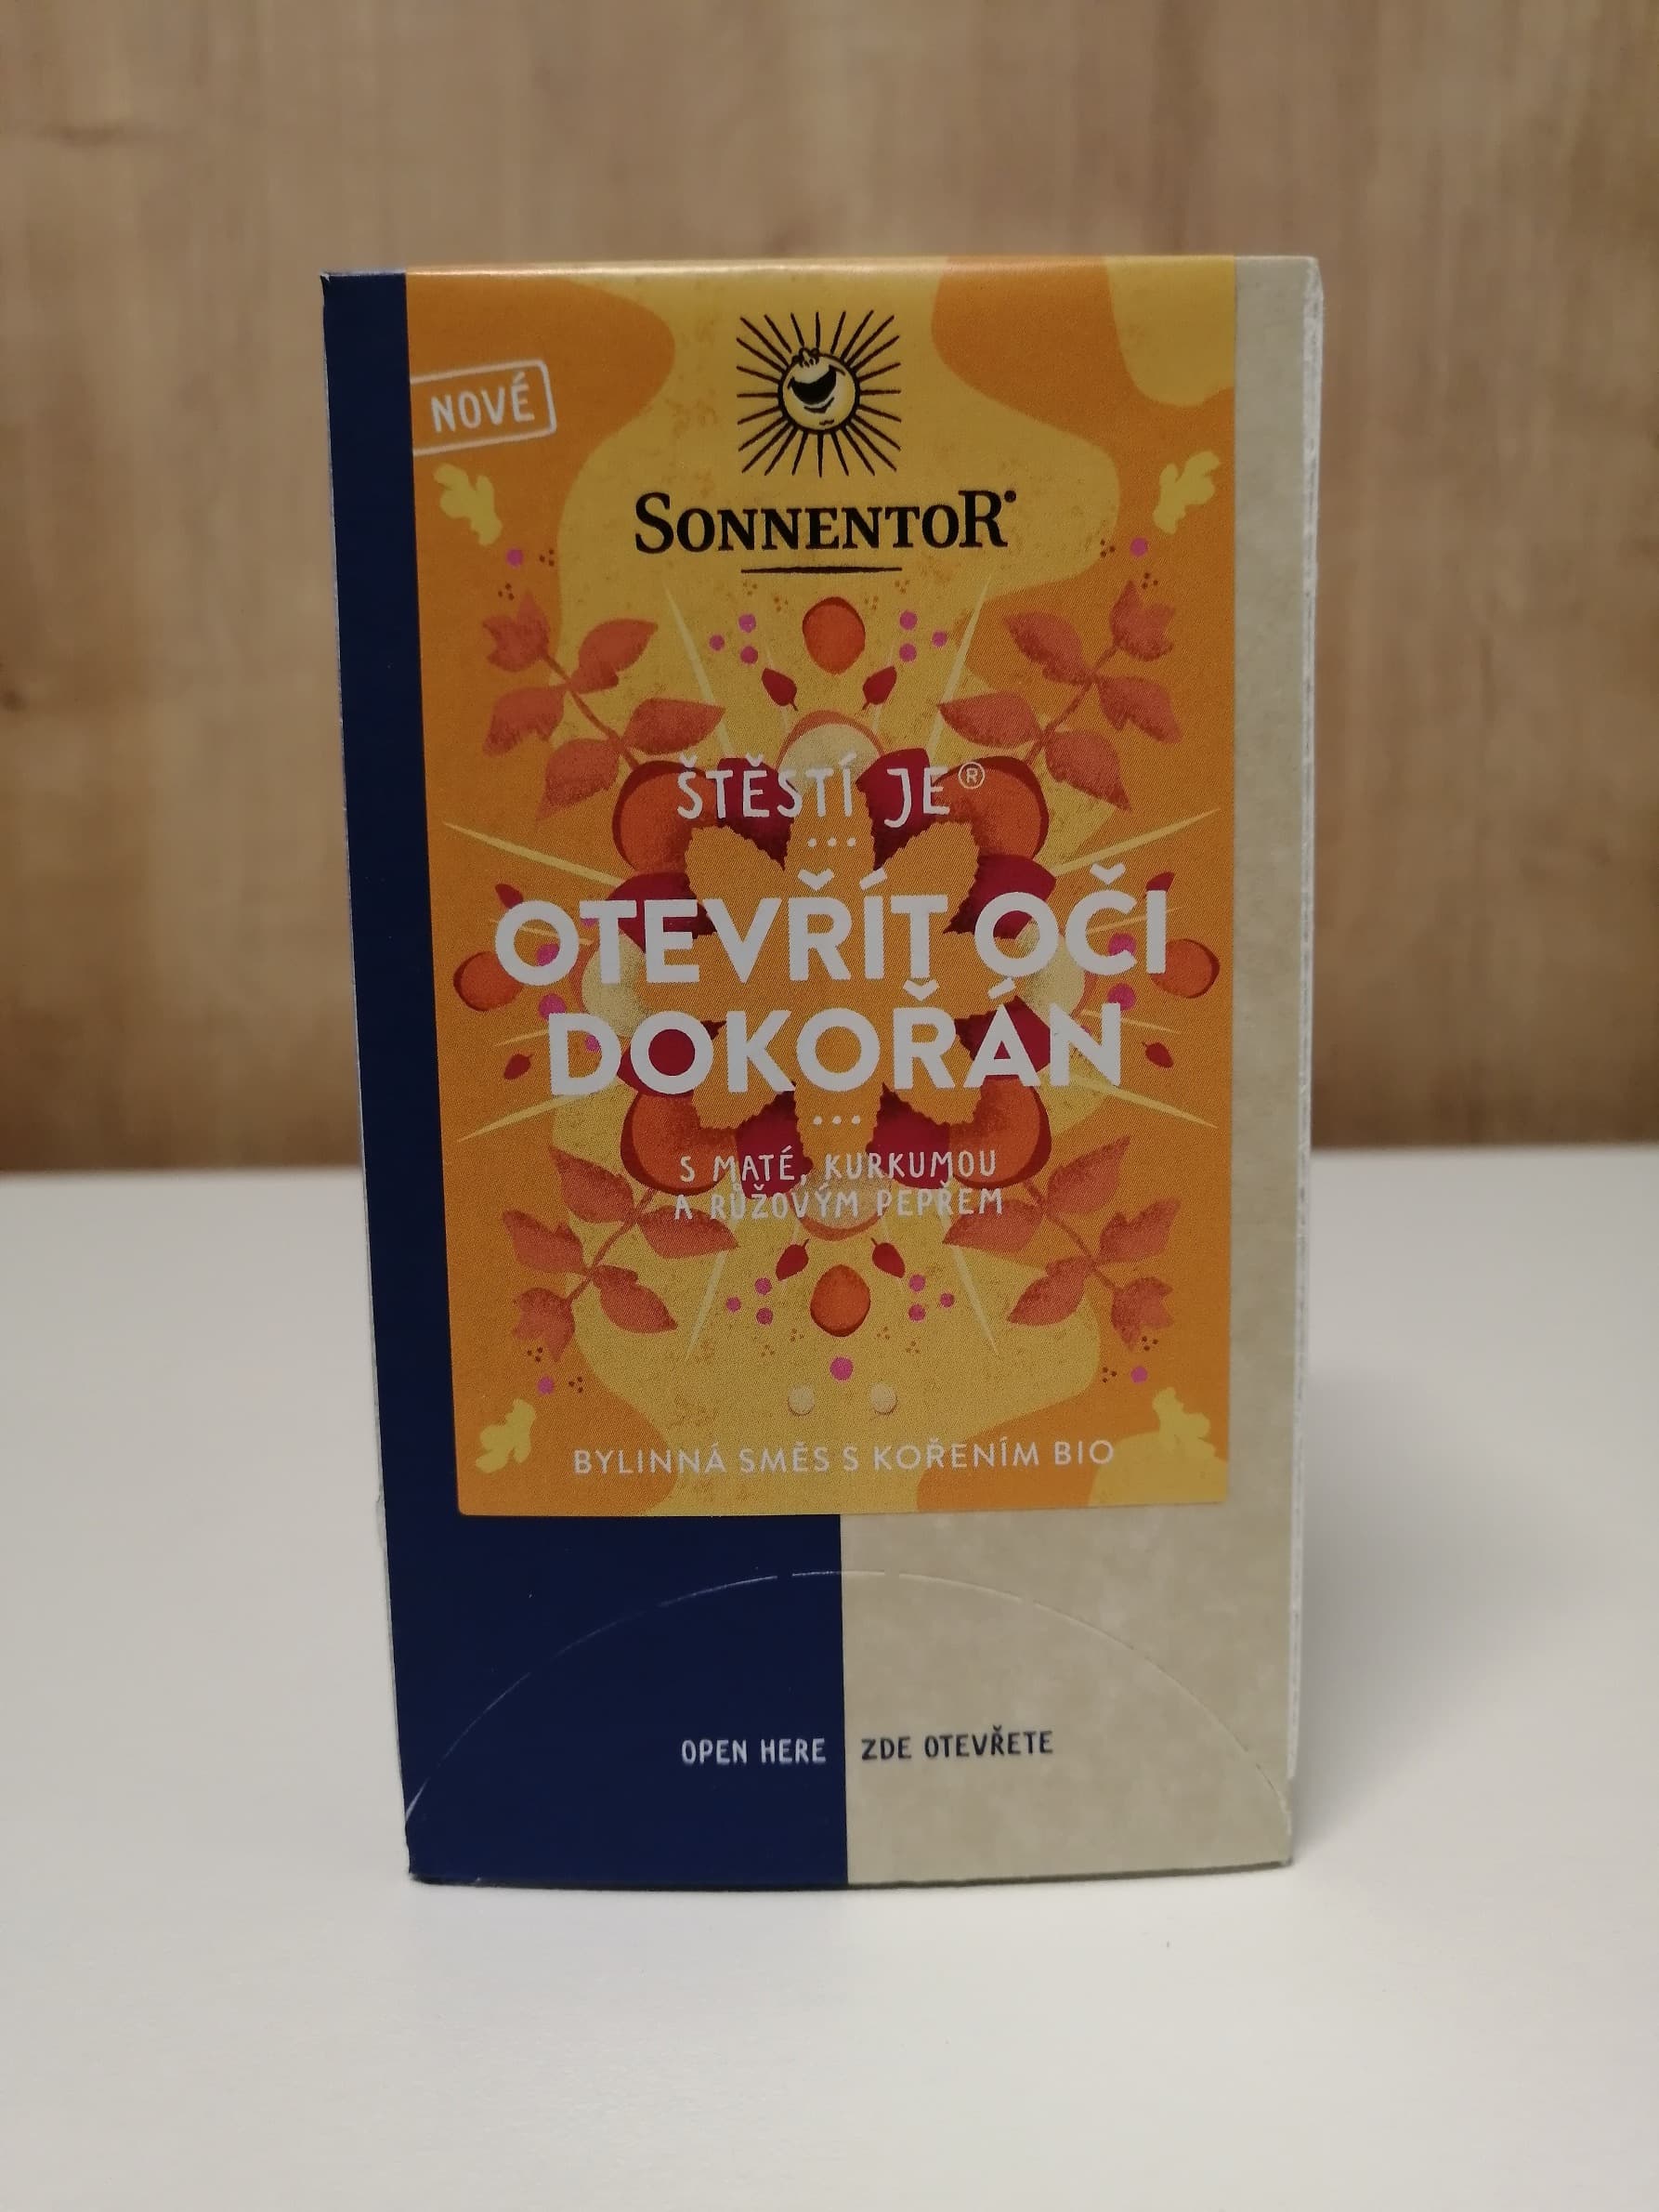 NOVÉ
SONNENTOR®
ŠTĚSTÍ JE®
...
OTEVŘÍT OČI
DOKOŘÁN
...
S MATÉ, KURKUMOU
A RŮŽOVÝM PEPŘEM
BYLINNÁ SMĚS S KOŘENÍM BIO
OPEN HERE ZDE OTEVŘETE